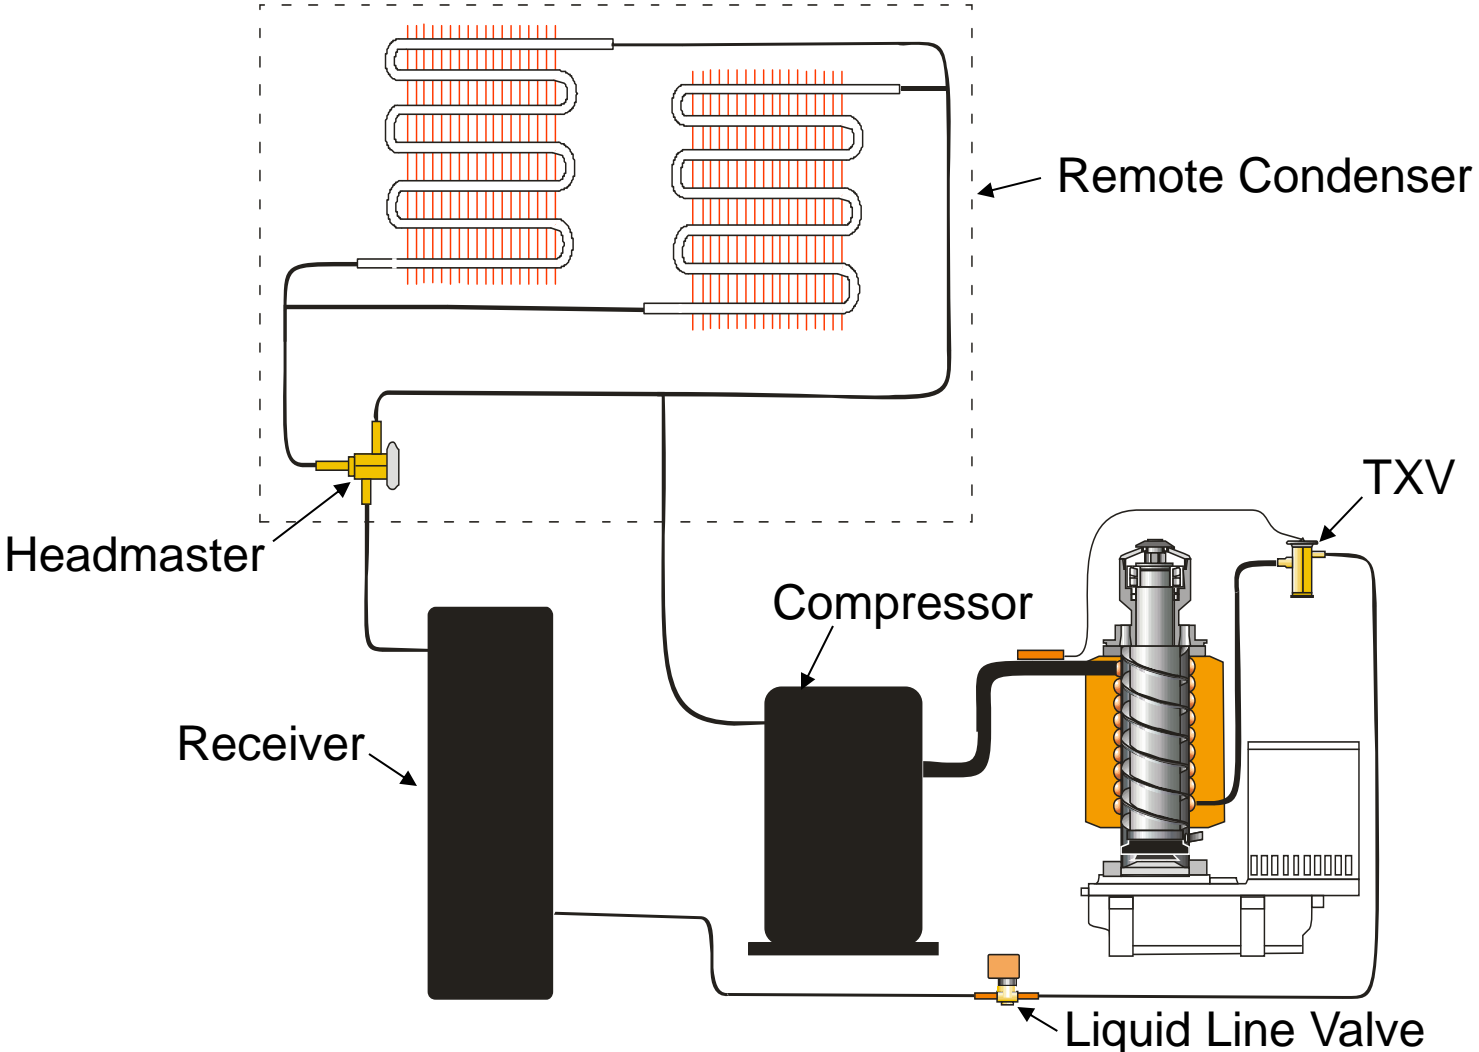 Remote Condenser
TXV
Headmaster
Compressor
Receiver
Liquid Line Valve